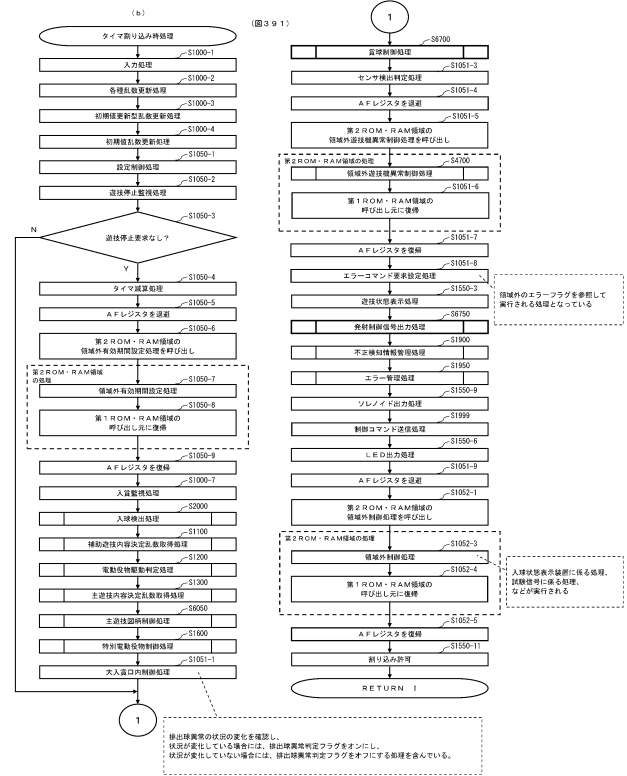 （ｂ）
（図３９１）
タイマ割り込み時処理
S1000-1
入力処理
S1000-2
各種乱数更新処理
S1000-3
初期値更新型乱数更新処理
S1000-4
初期値乱数更新処理
S1050-1
設定制御処理
S1050-2
遊技停止監視処理
S1050-3
遊技停止要求なし？
N
Y
S1050-4
タイマ減算処理
S1050-5
ＡＦレジスタを退避
S1050-6
第２ＲＯＭ・ＲＡＭ領域の
領域外有効期間設定処理を呼び出し
第２ＲＯＭ・ＲＡＭ領域
の処理
S1050-7
領域外有効期間設定処理
S1050-8
第１ＲＯＭ・ＲＡＭ領域の
呼び出し元に復帰
S1050-9
ＡＦレジスタを復帰
S1000-7
入賞監視処理
S2000
入球検出処理
S1100
補助遊技内容決定乱数取得処理
S1200
電動役物駆動判定処理
S1300
主遊技内容決定乱数取得処理
S6050
主遊技図柄制御処理
S1600
特別電動役物制御処理
S1051-1
大入賞口内制御処理
1
排出球異常の状況の変化を確認し、
状況が変化している場合には、排出球異常判定フラグをオンにし、
状況が変化していない場合には、排出球異常判定フラグをオフにする処理を含んでいる。
1
S6700
賞球制御処理
S1051-3
センサ検出判定処理
S1051-4
ＡＦレジスタを退避
S1051-5
第２ＲＯＭ・ＲＡＭ領域の
領域外遊技機異常制御処理を呼び出し
第２ＲＯＭ・ＲＡＭ領域の処理
S4700
領域外遊技機異常制御処理
S1051-6
第１ＲＯＭ・ＲＡＭ領域の
呼び出し元に復帰
S1051-7
ＡＦレジスタを復帰
S1051-8
エラーコマンド要求設定処理
領域外のエラーフラグを参照して
実行される処理となっている
S1550-3
遊技状態表示処理
S6750
発射制御信号出力処理
S1900
不正検知情報管理処理
S1950
エラー管理処理
S1550-9
ソレノイド出力処理
S1999
制御コマンド送信処理
S1550-6
ＬＥＤ出力処理
S1051-9
ＡＦレジスタを退避
S1052-1
第２ＲＯＭ・ＲＡＭ領域の
領域外制御処理を呼び出し
第２ＲＯＭ・ＲＡＭ領域の処理
S1052-3
領域外制御処理
S1052-4
第１ＲＯＭ・ＲＡＭ領域の
呼び出し元に復帰
入球状態表示装置に係る処理、
試験信号に係る処理、
などが実行される
S1052-5
ＡＦレジスタを復帰
S1550-11
割り込み許可
ＲＥＴＵＲＮ　Ｉ